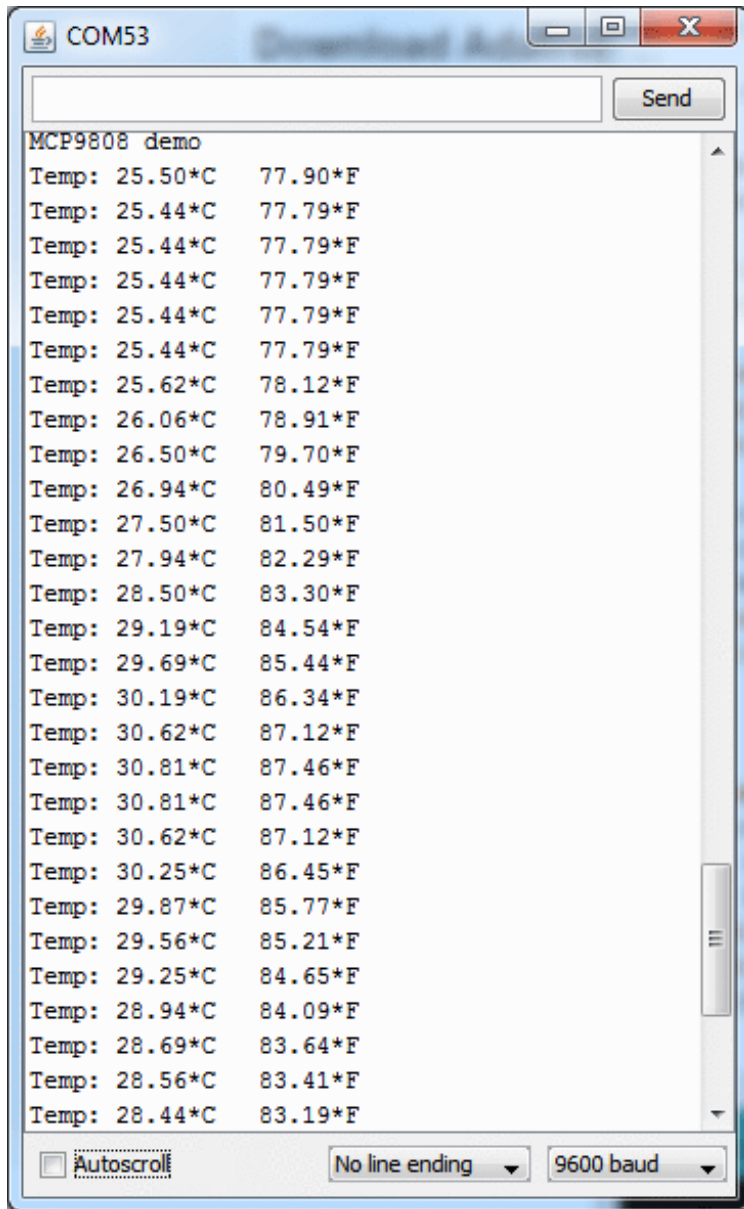 COM53
Send
MCP9808 demo
Temp: 25.50*C   77.90*F
Temp: 25.44*C   77.79*F
Temp: 25.44*C   77.79*F
Temp: 25.44*C   77.79*F
Temp: 25.44*C   77.79*F
Temp: 25.44*C   77.79*F
Temp: 25.62*C   78.12*F
Temp: 26.06*C   78.91*F
Temp: 26.50*C   79.70*F
Temp: 26.94*C   80.49*F
Temp: 27.50*C   81.50*F
Temp: 27.94*C   82.29*F
Temp: 28.50*C   83.30*F
Temp: 29.19*C   84.54*F
Temp: 29.69*C   85.44*F
Temp: 30.19*C   86.34*F
Temp: 30.62*C   87.12*F
Temp: 30.81*C   87.46*F
Temp: 30.81*C   87.46*F
Temp: 30.62*C   87.12*F
Temp: 30.25*C   86.45*F
Temp: 29.87*C   85.77*F
Temp: 29.56*C   85.21*F
Temp: 29.25*C   84.65*F
Temp: 28.94*C   84.09*F
Temp: 28.69*C   83.64*F
Temp: 28.56*C   83.41*F
Temp: 28.44*C   83.19*F
Autoscroll   No line ending   9600 baud